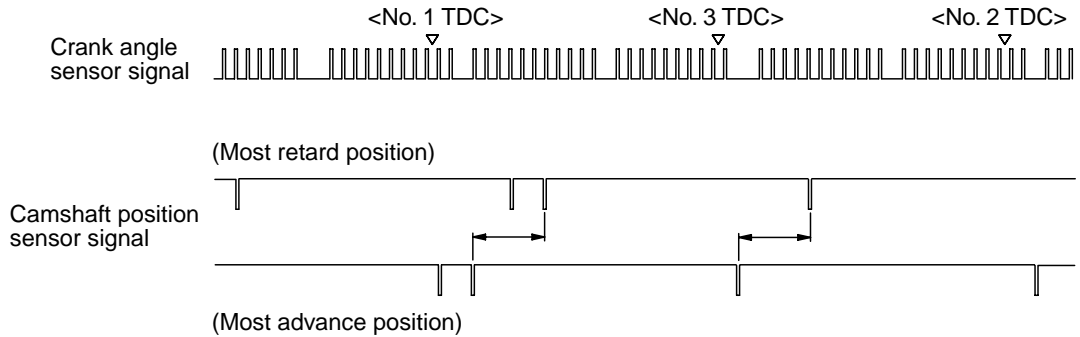 <No. 1 TDC> <No. 3 TDC> <No. 2 TDC>
Crank angle
sensor signal
(Most retard position)
Camshaft position
sensor signal
(Most advance position)